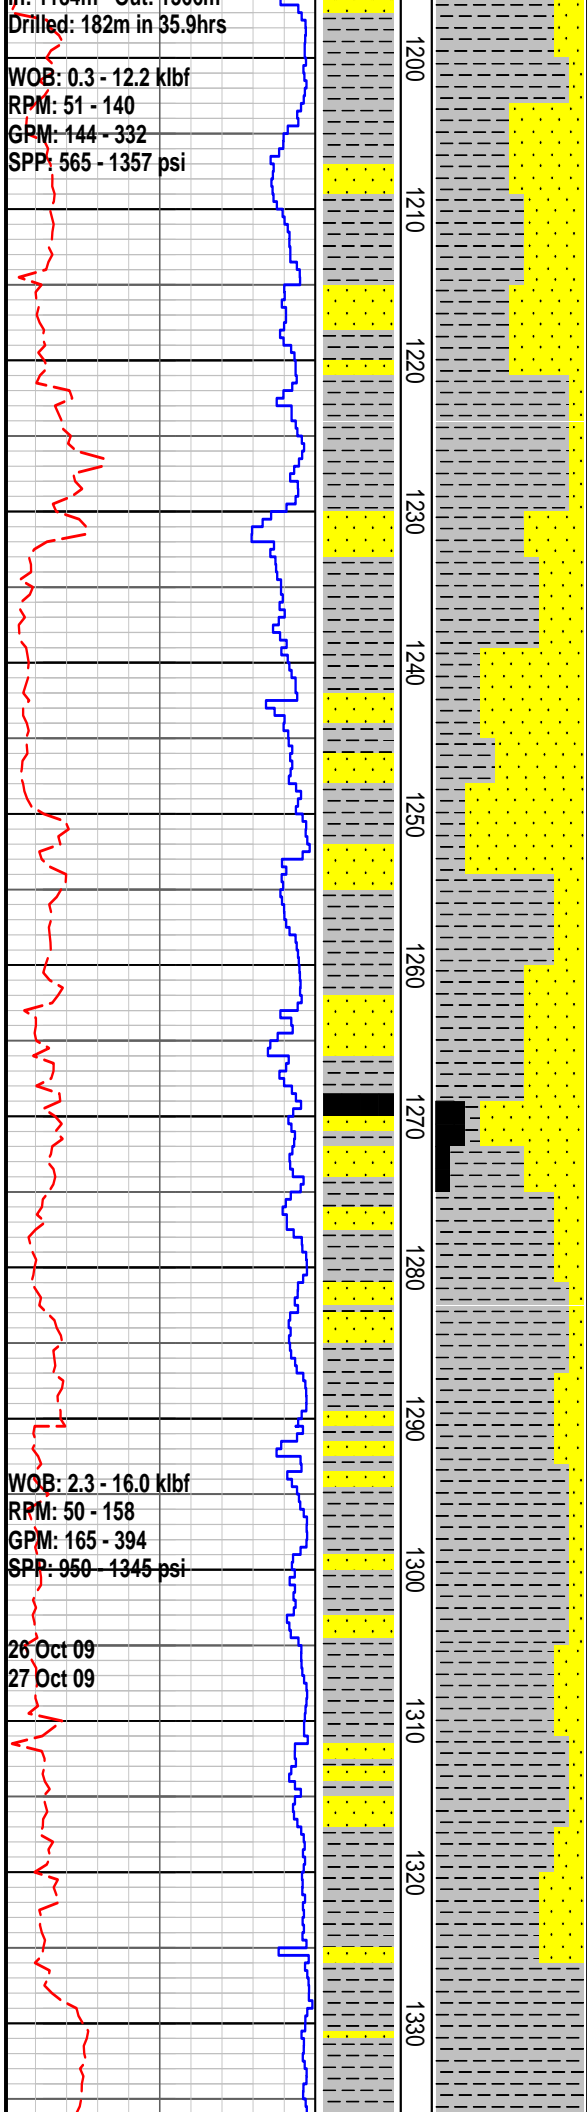 Drilled: 182m in 35.9hrs
WOB: 0.3 - 12.2 klbf
RPM: 51 - 140
GPM: 144 - 332
SPP: 565 - 1357 psi
1200
1210
1220
1230
1240
1250
1260
1270
1280
1290
WOB: 2.3 - 16.0 klbf
RPM: 50 - 158
GPM: 165 - 394
SPP: 950 - 1345 psi
1300
26 Oct 09
27 Oct 09
1310
1320
1330